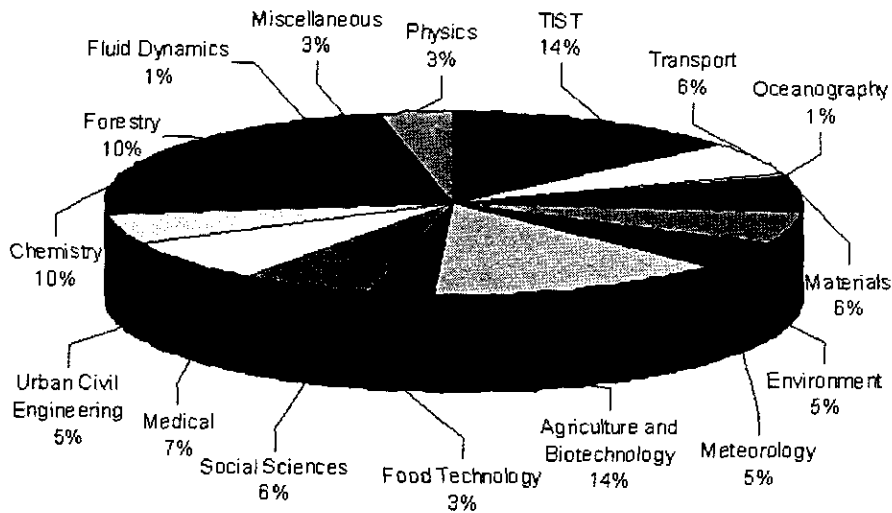 Miscellaneous
3%
Physics
3%
TIST
14%
Transport
6%
Oceanography
1%
Materials
6%
Environment
5%
Meteorology
5%
Agriculture and
Biotechnology
14%
Food Technology
3%
Social Sciences
6%
Medical
7%
Urban Civil
Engineering
5%
Chemistry
10%
Forestry
10%
Fluid Dynamics
1%